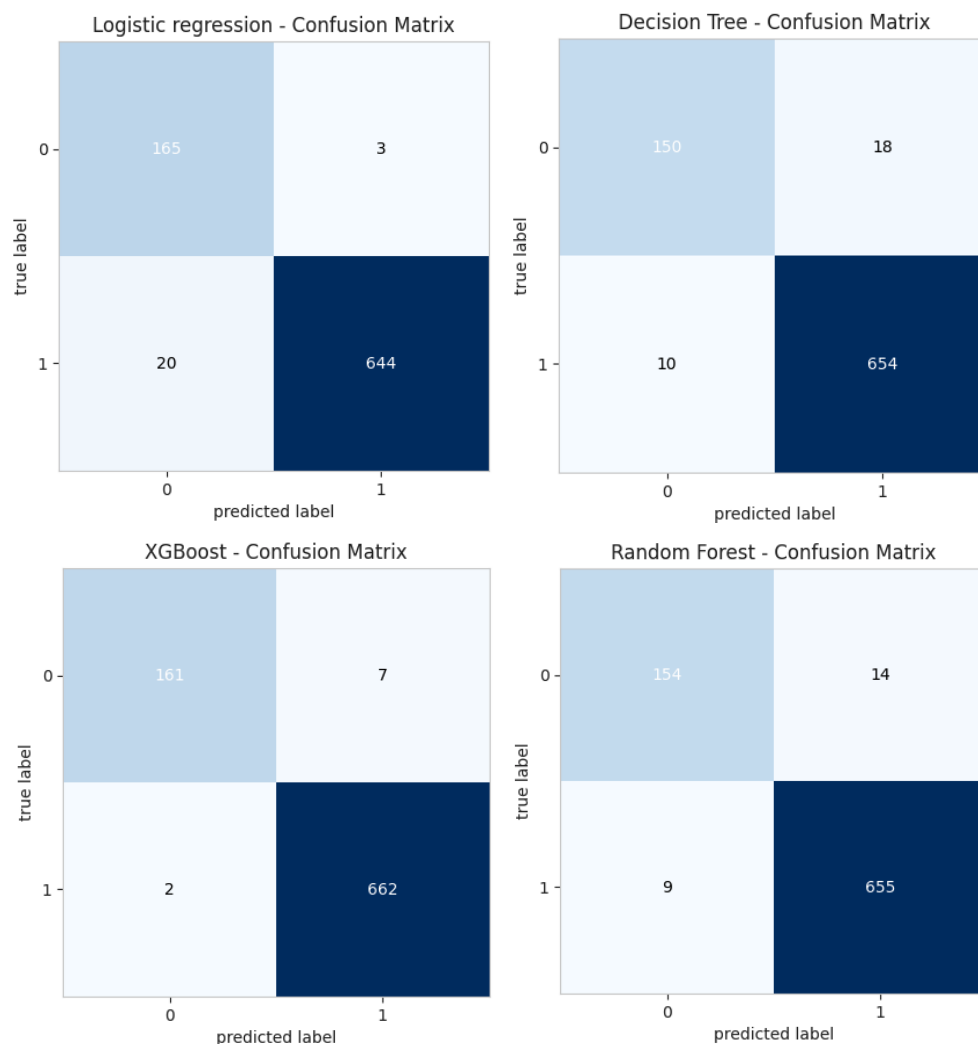 Logistic regression - Confusion Matrix
0
165
3
true label
1
20
644
0
1
predicted label
Decision Tree - Confusion Matrix
0
150
18
true label
1
10
654
0
1
predicted label
XGBoost - Confusion Matrix
0
161
7
true label
1
2
662
0
1
predicted label
Random Forest - Confusion Matrix
0
154
14
true label
1
9
655
0
1
predicted label